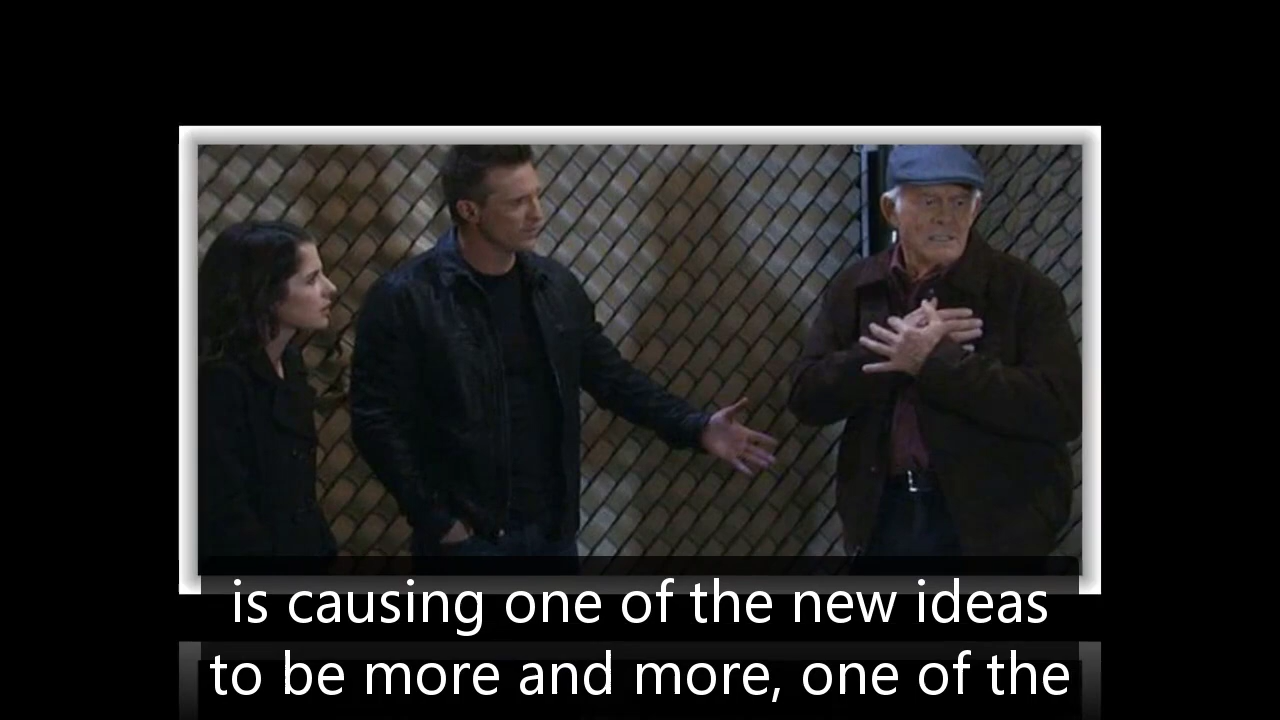 is causing one of the new ideas
to be more and more, one of the